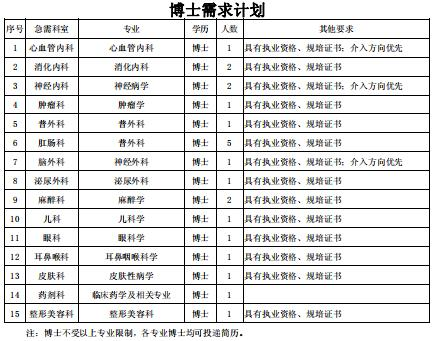 博士需求计划
序号 急需科室 专业 学历 人数 其他要求
1 心血管内科 心血管内科 博士 1 具有执业资格、规培证书；介入方向优先
2 消化内科 消化内科 博士 2 具有执业资格、规培证书
3 神经内科 神经病学 博士 2 具有执业资格、规培证书；介入方向优先
4 肿瘤科 肿瘤学 博士 1 具有执业资格、规培证书
5 普外科 普外科 博士 1 具有执业资格、规培证书
6 肛肠科 普外科 博士 5 具有执业资格、规培证书
7 脑外科 神经外科 博士 1 具有执业资格、规培证书；介入方向优先
8 泌尿外科 泌尿外科 博士 1 具有执业资格、规培证书
9 麻醉科 麻醉学 博士 2 具有执业资格、规培证书
10 儿科 儿科学 博士 1 具有执业资格、规培证书
11 眼科 眼科学 博士 1 具有执业资格、规培证书
12 耳鼻喉科 耳鼻咽喉科学 博士 1 具有执业资格、规培证书
13 皮肤科 皮肤性病学 博士 1 具有执业资格、规培证书
14 药剂科 临床药学及相关专业 博士 1
15 整形美容科 整形美容科 博士 1 具有执业资格、规培证书
注：博士不受以上专业限制，各专业博士均可投递简历。